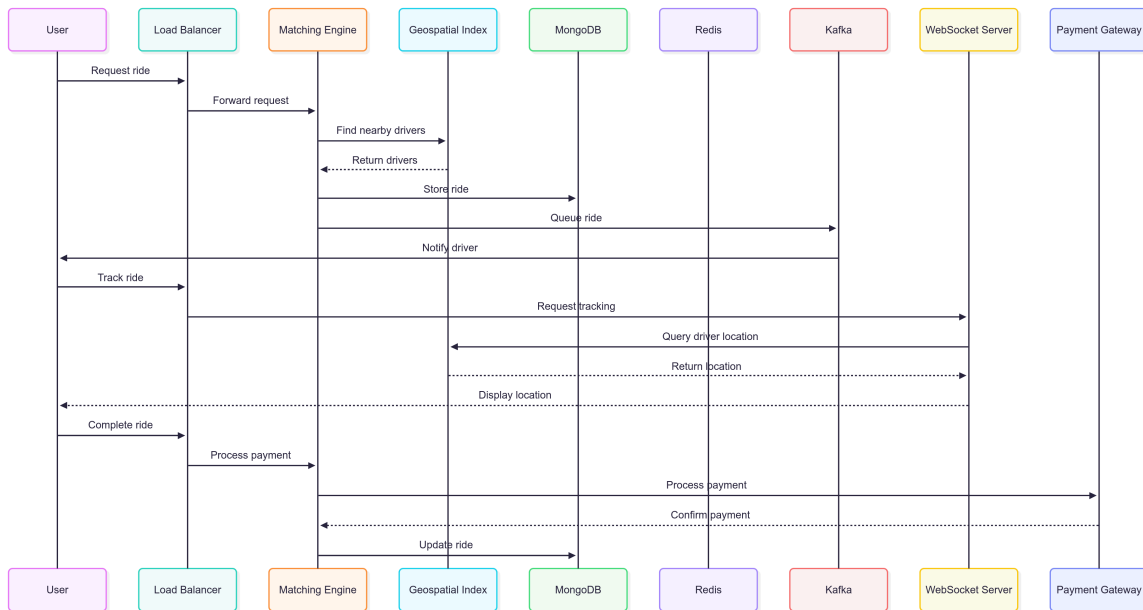 User
Load Balancer
Matching Engine
Geospatial Index
MongoDB
Redis
Kafka
WebSocket Server
Payment Gateway
Request ride
Forward request
Find nearby drivers
Return drivers
Store ride
Queue ride
Notify driver
Track ride
Request tracking
Query driver location
Return location
Display location
Complete ride
Process payment
Process payment
Confirm payment
Update ride
User
Load Balancer
Matching Engine
Geospatial Index
MongoDB
Redis
Kafka
WebSocket Server
Payment Gateway